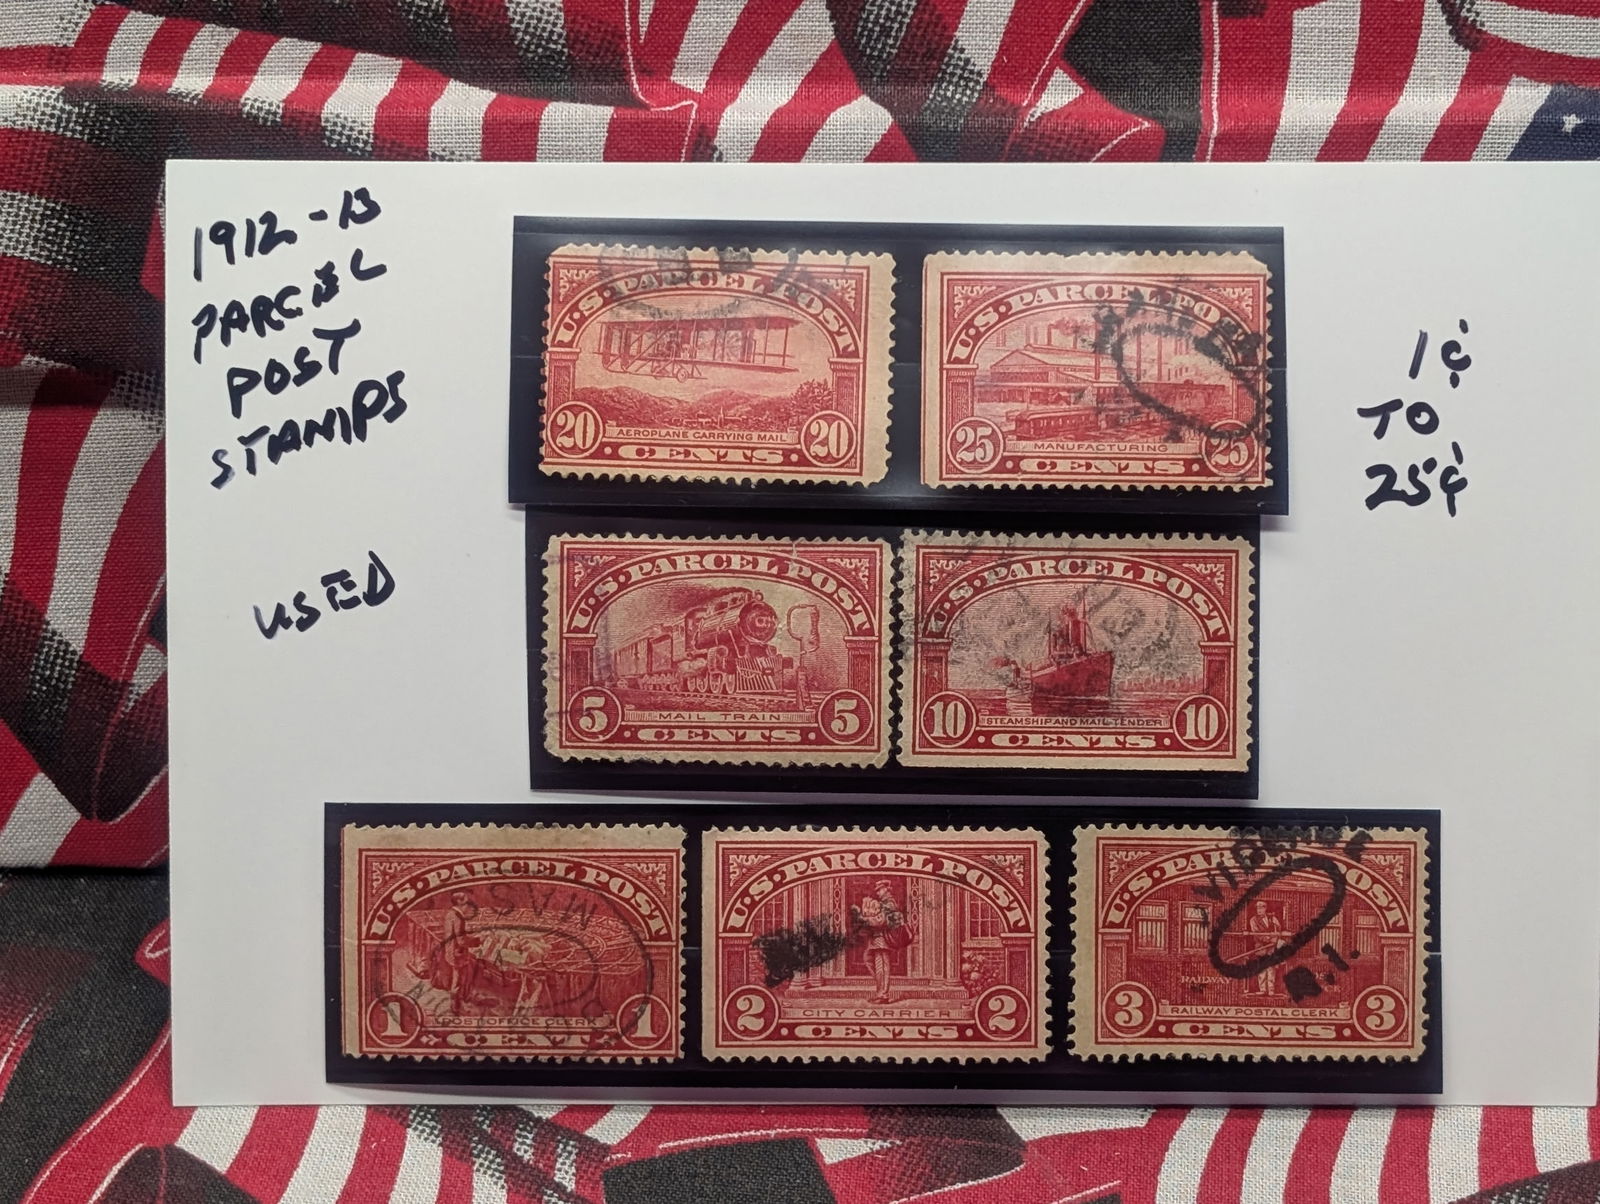 1912-13
PARCEL
POST
STAMPS
USED
1¢
TO
25¢
U.S. PARCEL POST
20 AEROPLANE CARRYING MAIL 20
CENTS
U.S. PARCEL POST
25 MANUFACTURING 25
CENTS
U.S. PARCEL POST
5 MAIL TRAIN 5
CENTS
U.S. PARCEL POST
10 STEAMSHIP AND MAIL TENDER 10
CENTS
U.S. PARCEL POST
MASS
1 POST OFFICE CLERK 1
CENT
U.S. PARCEL POST
2 CITY CARRIER 2
CENTS
U.S. PARCEL POST
R.I.
RAILWAY
3 RAILWAY POSTAL CLERK 3
CENTS